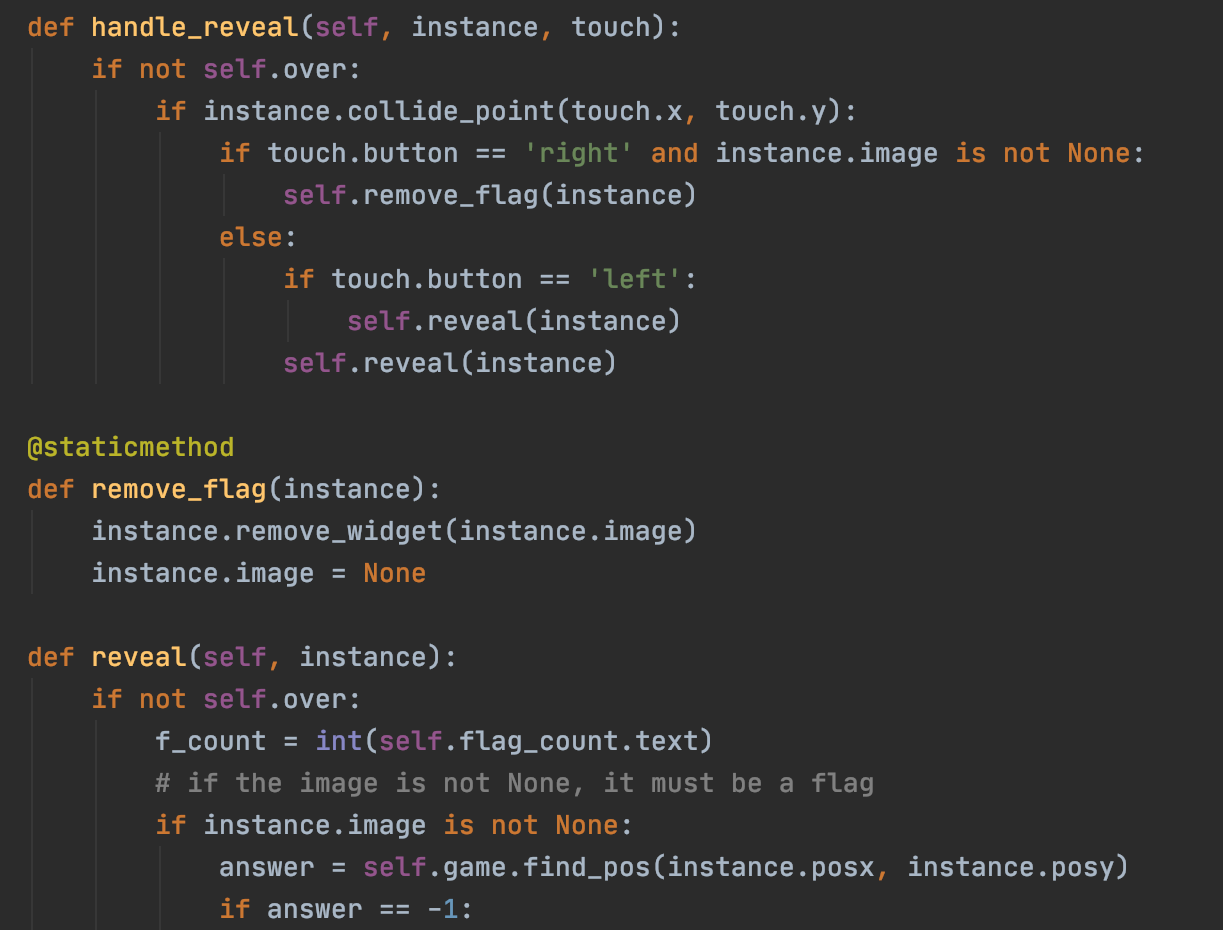 def handle_reveal(self, instance, touch):
    if not self.over:
        if instance.collide_point(touch.x, touch.y):
            if touch.button == 'right' and instance.image is not None:
                self.remove_flag(instance)
            else:
                if touch.button == 'left':
                    self.reveal(instance)
                self.reveal(instance)

@staticmethod
def remove_flag(instance):
    instance.remove_widget(instance.image)
    instance.image = None

def reveal(self, instance):
    if not self.over:
        f_count = int(self.flag_count.text)
        # if the image is not None, it must be a flag
        if instance.image is not None:
            answer = self.game.find_pos(instance.posx, instance.posy)
            if answer == -1: